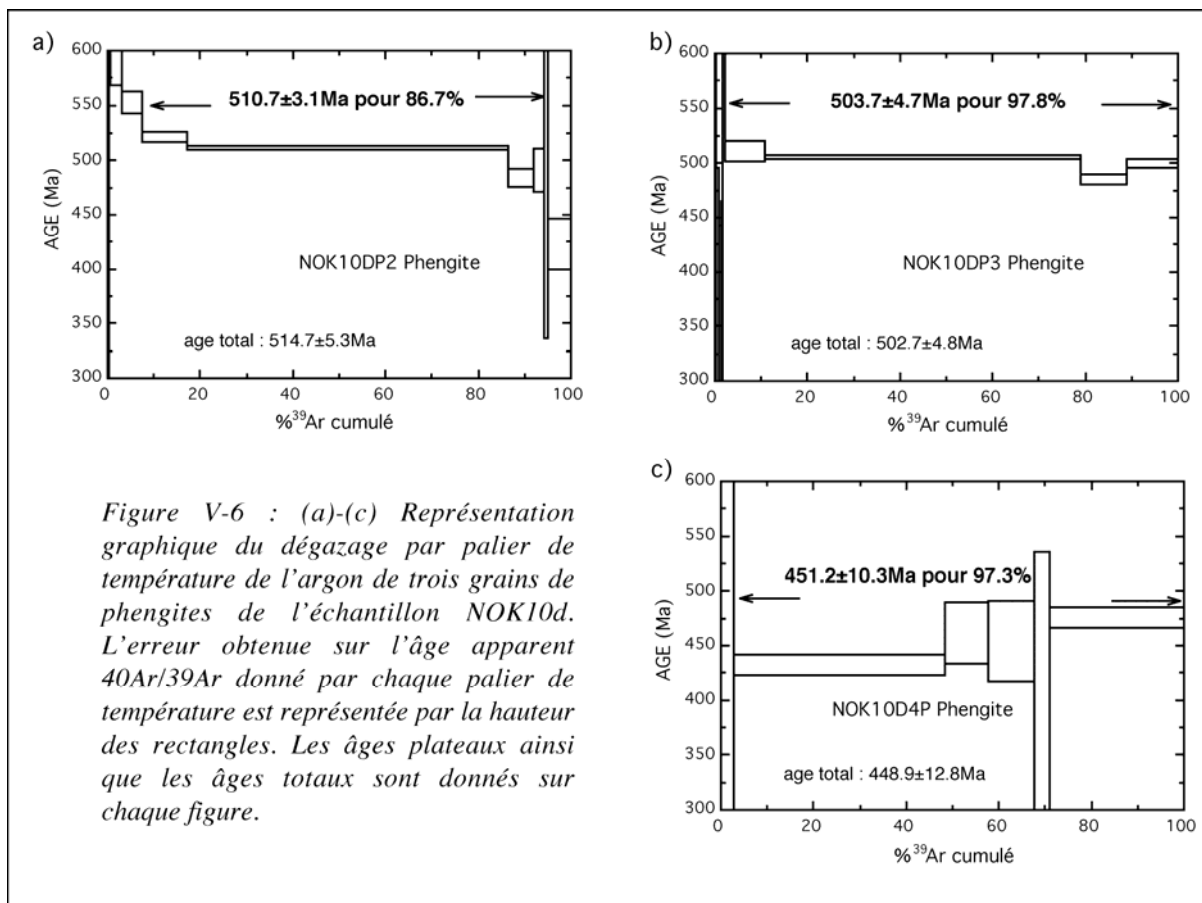 a)
600
550
500
450
400
350
300
AGE (Ma)
510.7±3.1Ma pour 86.7%
NOK10DP2 Phengite
age total : 514.7±5.3Ma
0 20 40 60 80 100
%³⁹Ar cumulé
b)
600
550
500
450
400
350
300
AGE (Ma)
503.7±4.7Ma pour 97.8%
NOK10DP3 Phengite
age total : 502.7±4.8Ma
0 20 40 60 80 100
%³⁹Ar cumulé
c)
600
550
500
450
400
350
300
AGE (Ma)
451.2±10.3Ma pour 97.3%
NOK10D4P Phengite
age total : 448.9±12.8Ma
0 20 40 60 80 100
%³⁹Ar cumulé
Figure V-6 : (a)-(c) Représentation
graphique du dégazage par palier de
température de l'argon de trois grains de
phengites de l'échantillon NOK10d.
L'erreur obtenue sur l'âge apparent
40Ar/39Ar donné par chaque palier de
température est représentée par la hauteur
des rectangles. Les âges plateaux ainsi
que les âges totaux sont donnés sur
chaque figure.